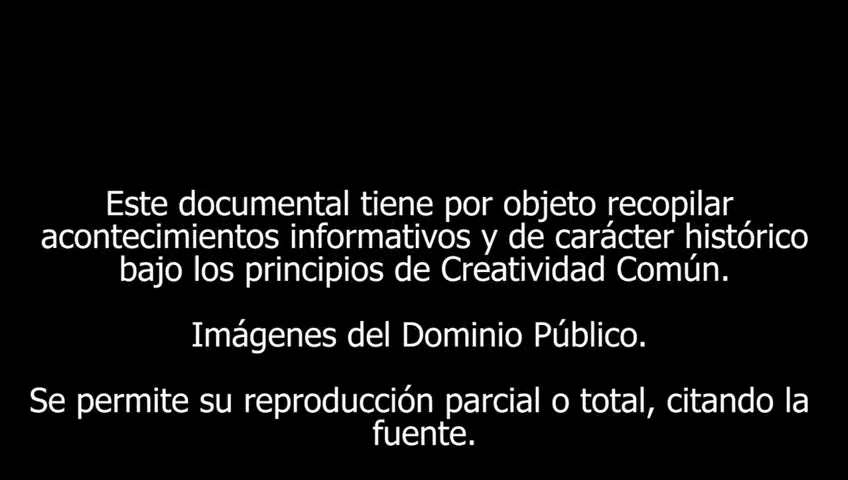 Este documental tiene por objeto recopilar
acontecimientos informativos y de carácter histórico
bajo los principios de Creatividad Común.
Imágenes del Dominio Público.
Se permite su reproducción parcial o total, citando la
fuente.